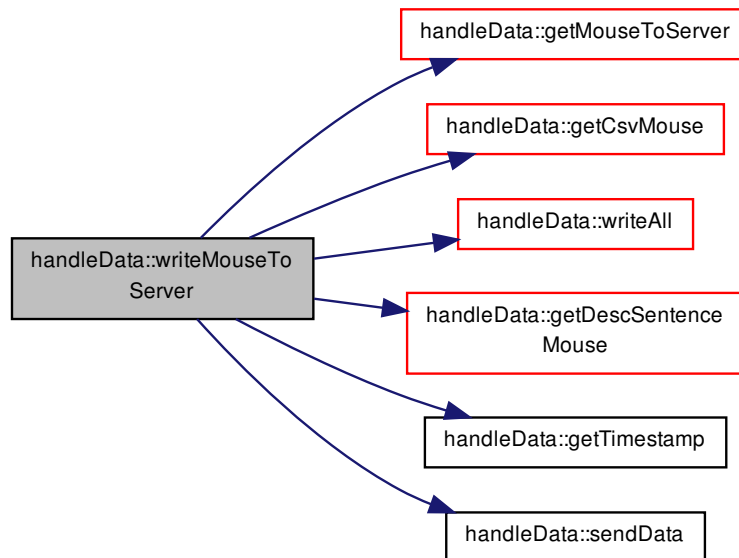 handleData::getMouseToServer
handleData::getCsvMouse
handleData::writeAll
handleData::writeMouseTo
Server
handleData::getDescSentence
Mouse
handleData::getTimestamp
handleData::sendData